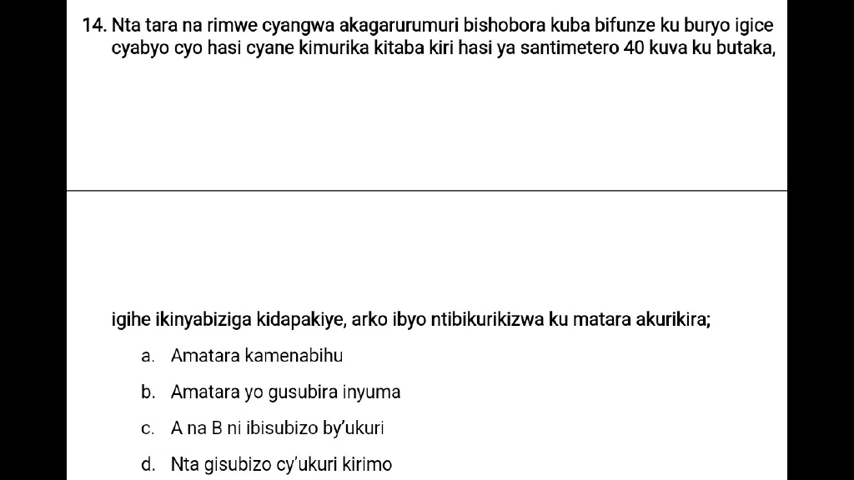 14. Nta tara na rimwe cyangwa akagarurumuri bishobora kuba bifunze ku buryo igice
cyabyo cyo hasi cyane kimurika kitaba kiri hasi ya santimetero 40 kuva ku butaka,
igihe ikinyabiziga kidapakiye, arko ibyo ntibikurikizwa ku matara akurikira;
a. Amatara kamenabihu
b. Amatara yo gusubira inyuma
c. A na B ni ibisubizo by’ukuri
d. Nta gisubizo cy’ukuri kirimo